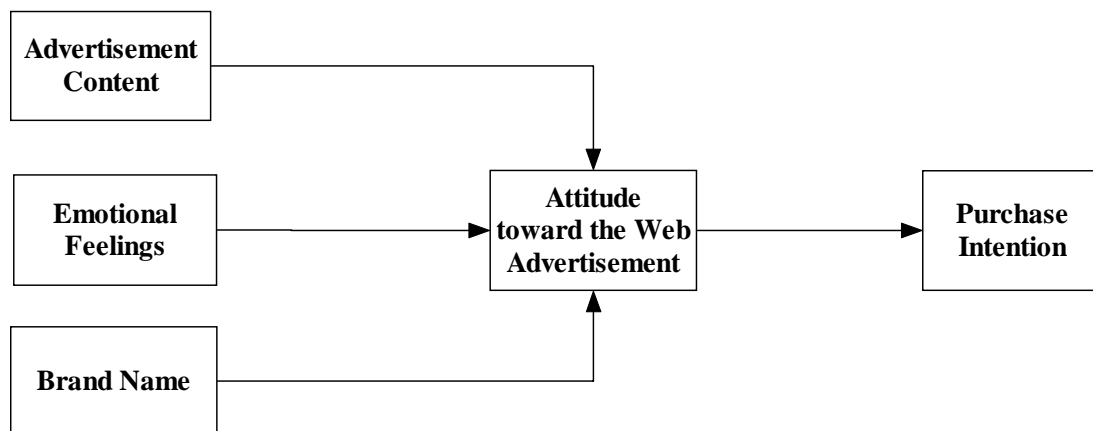 Advertisement
Content
Emotional
Feelings
Brand Name
Attitude
toward the Web
Advertisement
Purchase
Intention